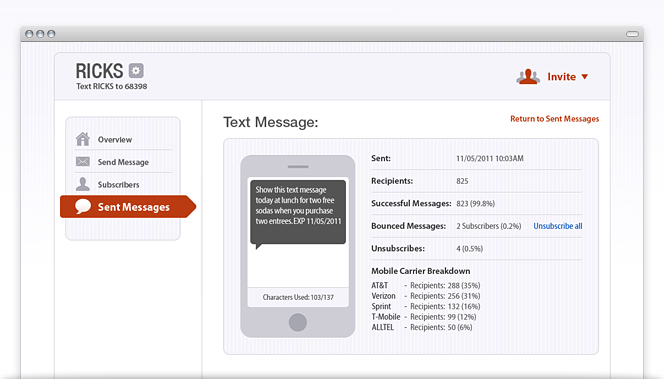 RICKS
Text RICKS to 68398
Invite
Overview
Send Message
Subscribers
Sent Messages
Text Message:
Return to Sent Messages
Show this text message
today at lunch for two free
sodas when you purchase
two entrees.EXP 11/05/2011
Characters Used: 103/137
Sent: 11/05/2011 10:03AM
Recipients: 825
Successful Messages: 823 (99.8%)
Bounced Messages: 2 Subscribers (0.2%) Unsubscribe all
Unsubscribes: 4 (0.5%)
Mobile Carrier Breakdown
AT&T - Recipients: 288 (35%)
Verizon - Recipients: 256 (31%)
Sprint - Recipients: 132 (16%)
T-Mobile - Recipients: 99 (12%)
ALLTEL - Recipients: 50 (6%)